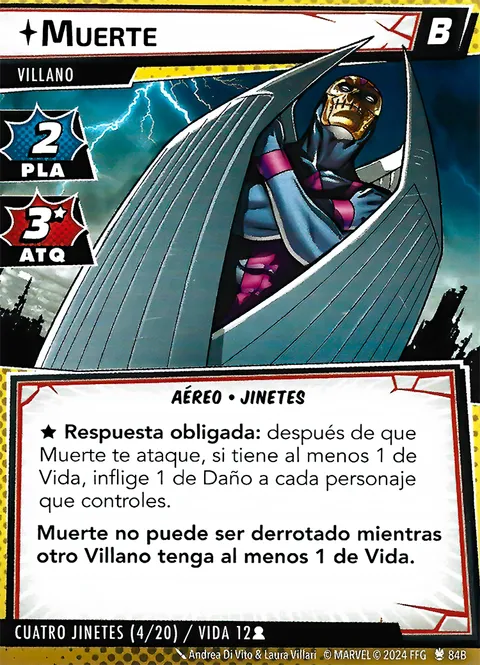 MUERTE
B
VILLANO
2
PLA
3★
ATQ
AÉREO • JINETES
★ Respuesta obligada: después de que
Muerte te ataque, si tiene al menos 1 de
Vida, inflige 1 de Daño a cada personaje
que controles.
Muerte no puede ser derrotado mientras
otro Villano tenga al menos 1 de Vida.
CUATRO JINETES (4/20) / VIDA 12
Andrea Di Vito & Laura Villari © MARVEL © 2024 FFG 84B